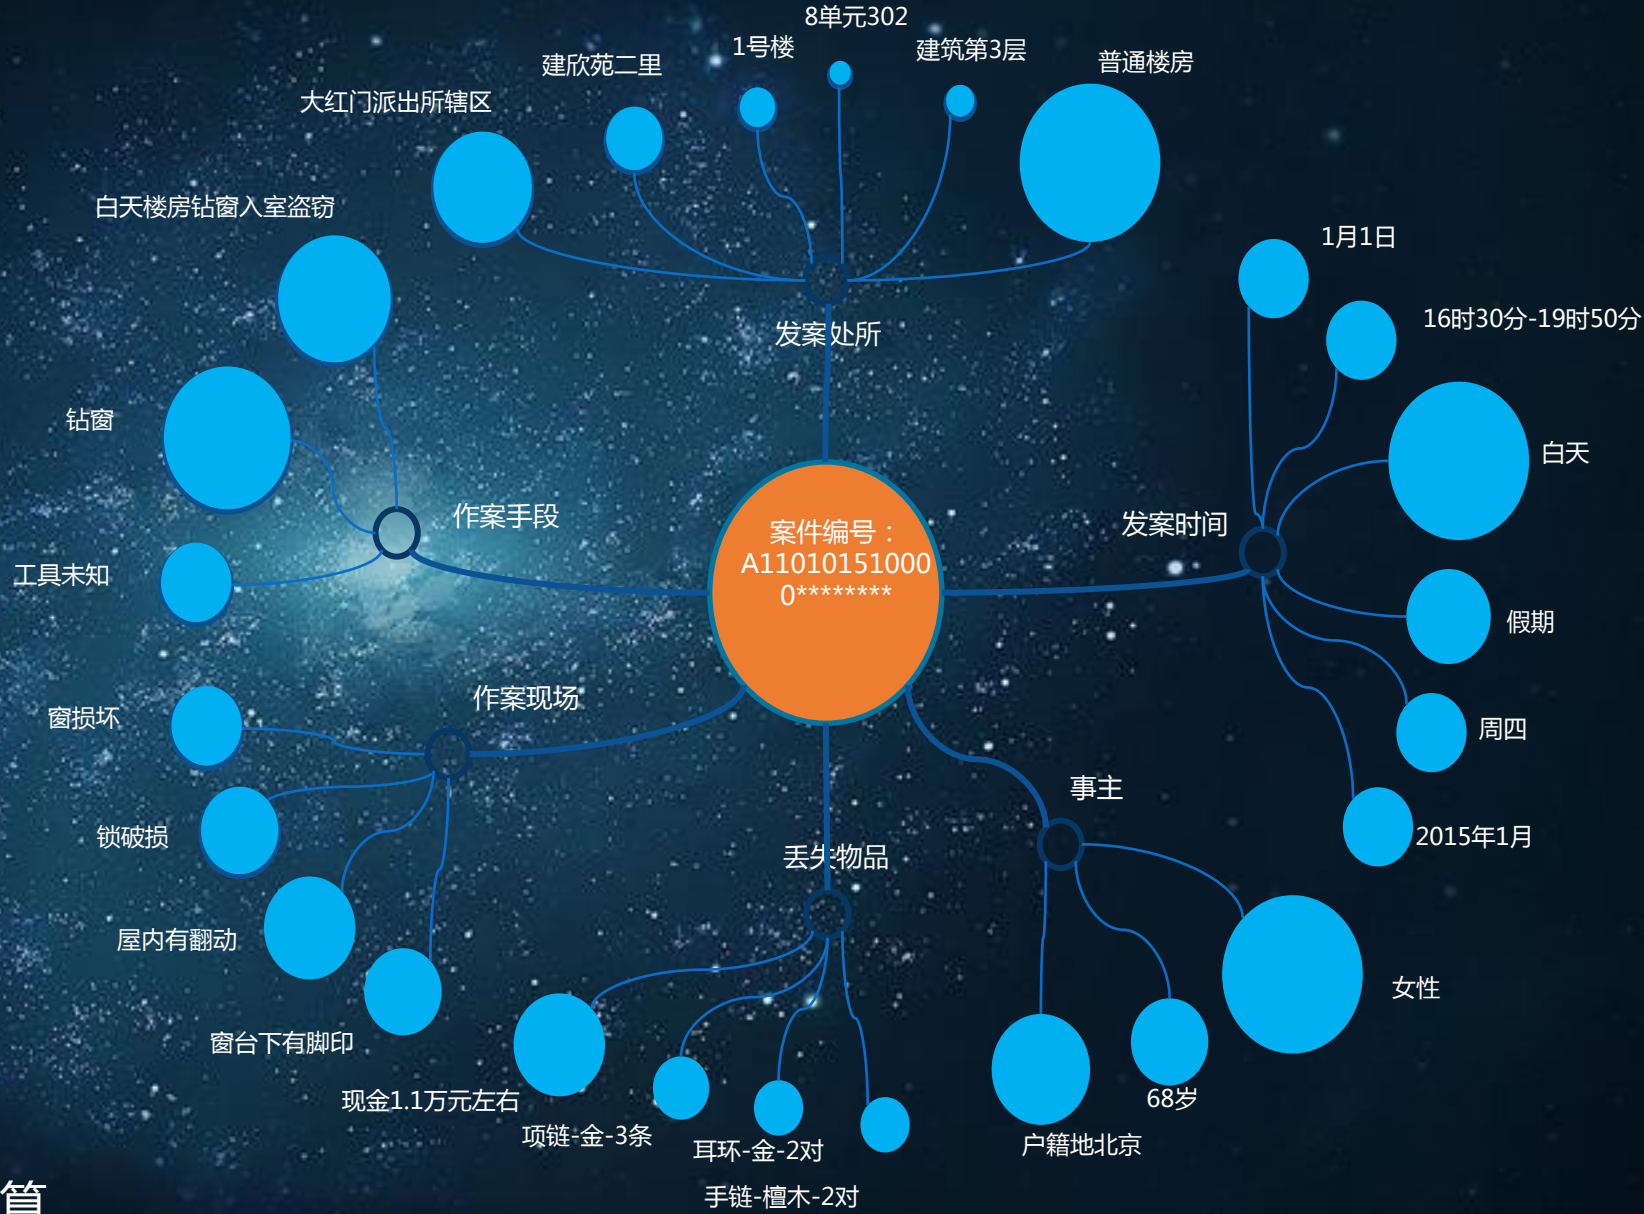 8单元302
1号楼
建筑第3层
建欣苑二里
普通楼房
大红门派出所辖区
白天楼房钻窗入室盗窃
1月1日
16时30分-19时50分
发案处所
钻窗
白天
作案手段
发案时间
案件编号：
A11010151000
0********
工具未知
假期
作案现场
窗损坏
周四
事主
锁破损
2015年1月
丢失物品
屋内有翻动
女性
窗台下有脚印
现金1.1万元左右
68岁
项链-金-3条
耳环-金-2对
户籍地北京
手链-檀木-2对